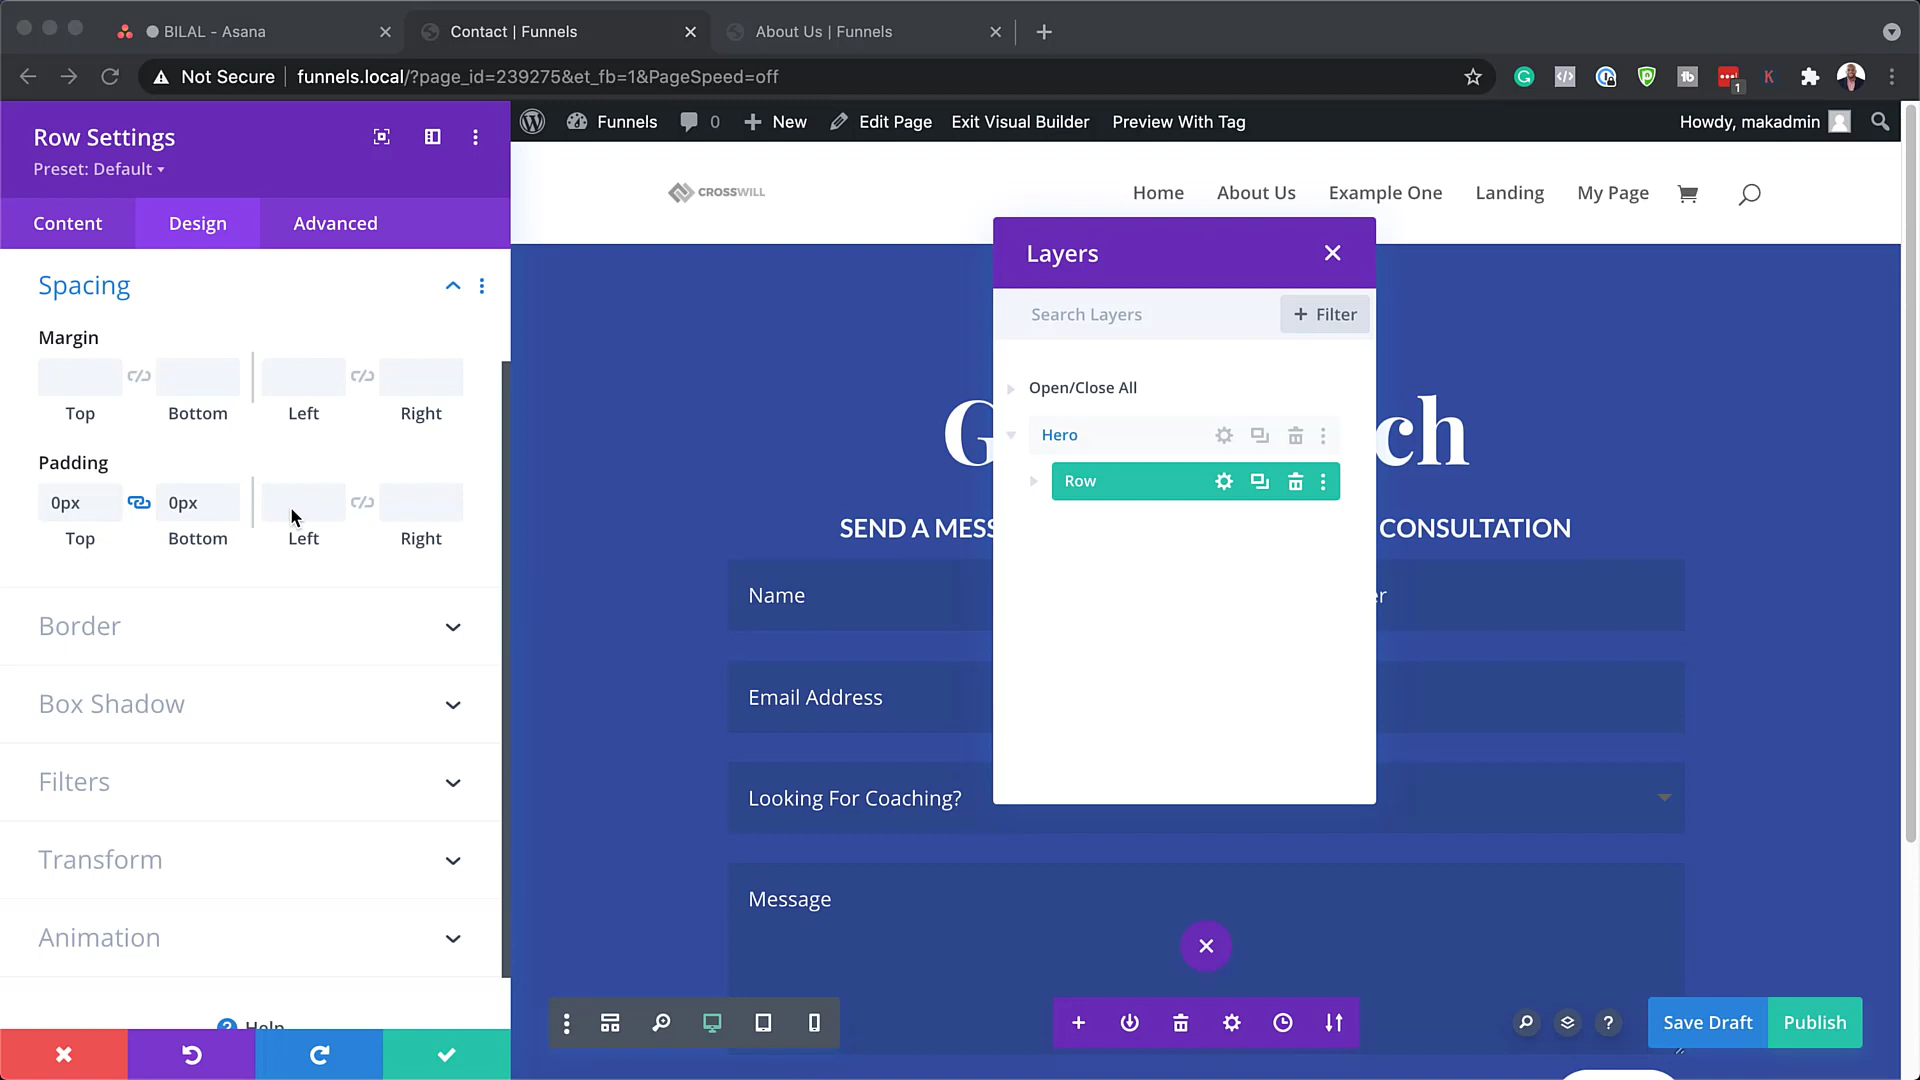 BILAL - Asana
Contact | Funnels
About Us | Funnels
Not Secure
funnels.local/?page_id=239275&et_fb=1&PageSpeed=off
1
Row Settings
Preset: Default
Content
Design
Advanced
Spacing
Margin
Top
Bottom
Left
Right
Padding
0px
0px
Top
Bottom
Left
Right
Border
Box Shadow
Filters
Transform
Animation
Help
Funnels
0
New
Edit Page
Exit Visual Builder
Preview With Tag
Howdy, makadmin
CROSSWILL
Home
About Us
Example One
Landing
My Page
Layers
Search Layers
+ Filter
Open/Close All
Hero
Row
G
ch
SEND A MESS
CONSULTATION
Name
er
Email Address
Looking For Coaching?
Message
Save Draft
Publish